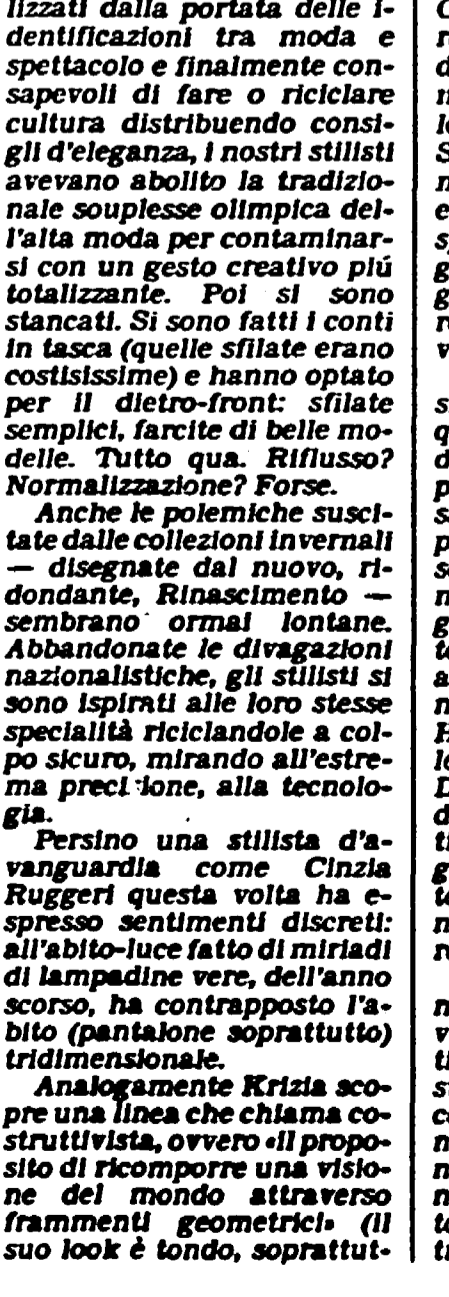 lizzati dalla portata delle i-
dentificazioni tra moda e
spettacolo e finalmente con-
sapevoli di fare o riciclare
cultura distribuendo consi-
gli d'eleganza, i nostri stilisti
avevano abolito la tradizio-
nale souplesse olimpica del-
l'alta moda per contaminar-
si con un gesto creativo piú
totalizzante. Poi si sono
stancati. Si sono fatti i conti
in tasca (quelle sfilate erano
costisissime) e hanno optato
per il dietro-front: sfilate
semplici, farcite di belle mo-
delle. Tutto qua. Riflusso?
Normalizzazione? Forse.
Anche le polemiche susci-
tate dalle collezioni invernali
— disegnate dal nuovo, ri-
dondante, Rinascimento —
sembrano ormai lontane.
Abbandonate le divagazioni
nazionalistiche, gli stilisti si
sono ispirati alle loro stesse
specialità riciclandole a col-
po sicuro, mirando all'estre-
ma precisione, alla tecnolo-
gia.
Persino una stilista d'a-
vanguardia come Cinzia
Ruggeri questa volta ha e-
spresso sentimenti discreti:
all'abito-luce fatto di miriadi
di lampadine vere, dell'anno
scorso, ha contrapposto l'a-
bito (pantalone soprattutto)
tridimensionale.
Analogamente Krizia sco-
pre una linea che chiama co-
struttivista, ovvero «il propo-
sito di ricomporre una visio-
ne del mondo attraverso
frammenti geometrici» (il
suo look è tondo, soprattut-